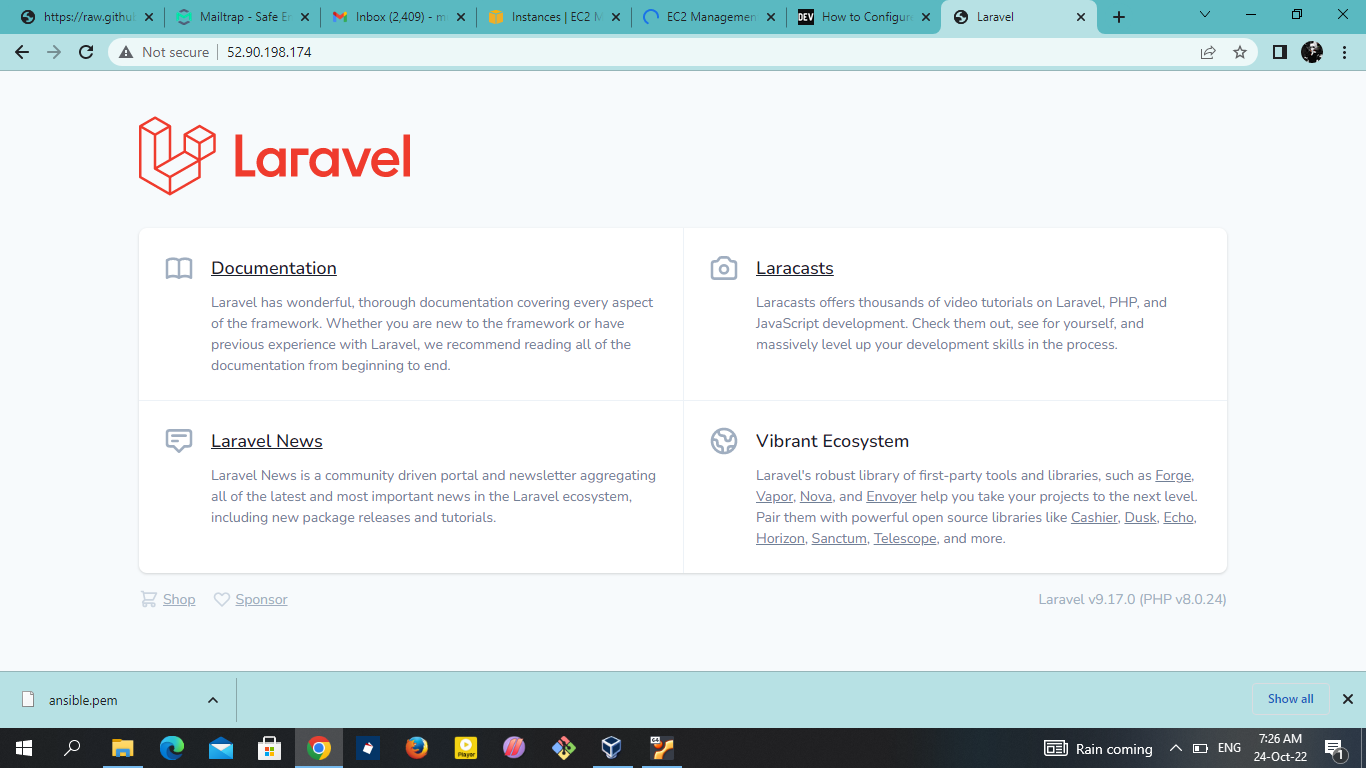 https://raw.githu
Mailtrap - Safe E
Inbox (2,409) - m
Instances | EC2 M
EC2 Managemen
DEV
How to Configur
Laravel
Not secure
52.90.198.174
Laravel
Documentation
Laravel has wonderful, thorough documentation covering every aspect
of the framework. Whether you are new to the framework or have
previous experience with Laravel, we recommend reading all of the
documentation from beginning to end.
Laracasts
Laracasts offers thousands of video tutorials on Laravel, PHP, and
JavaScript development. Check them out, see for yourself, and
massively level up your development skills in the process.
Laravel News
Laravel News is a community driven portal and newsletter aggregating
all of the latest and most important news in the Laravel ecosystem,
including new package releases and tutorials.
Vibrant Ecosystem
Laravel's robust library of first-party tools and libraries, such as Forge,
Vapor, Nova, and Envoyer help you take your projects to the next level.
Pair them with powerful open source libraries like Cashier, Dusk, Echo,
Horizon, Sanctum, Telescope, and more.
Shop
Sponsor
Laravel v9.17.0 (PHP v8.0.24)
ansible.pem
Show all
Player
64
Rain coming
ENG
7:26 AM
24-Oct-22
1